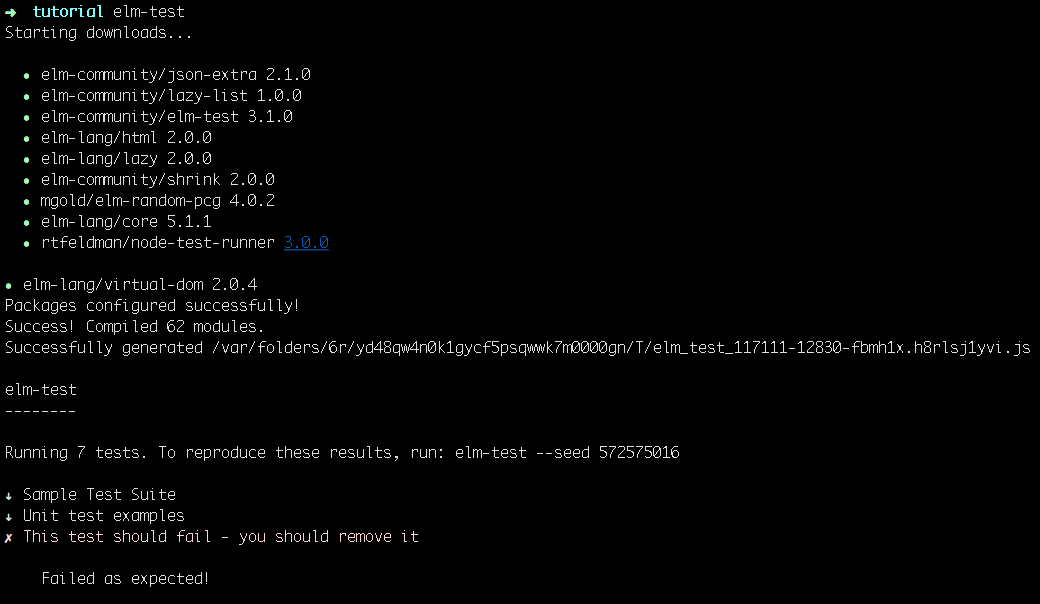 ➜ tutorial elm-test
Starting downloads...
● elm-community/json-extra 2.1.0
● elm-community/lazy-list 1.0.0
● elm-community/elm-test 3.1.0
● elm-lang/html 2.0.0
● elm-lang/lazy 2.0.0
● elm-community/shrink 2.0.0
● mgold/elm-random-pcg 4.0.2
● elm-lang/core 5.1.1
● rtfeldman/node-test-runner 3.0.0
● elm-lang/virtual-dom 2.0.4
Packages configured successfully!
Success! Compiled 62 modules.
Successfully generated /var/folders/6r/yd48qw4n0k1gycf5psqwwk7m0000gn/T/elm_test_117111-12830-fbmh1x.h8rlsj1yvi.js
elm-test
--------
Running 7 tests. To reproduce these results, run: elm-test --seed 572575016
↓ Sample Test Suite
↓ Unit test examples
✗ This test should fail - you should remove it
Failed as expected!